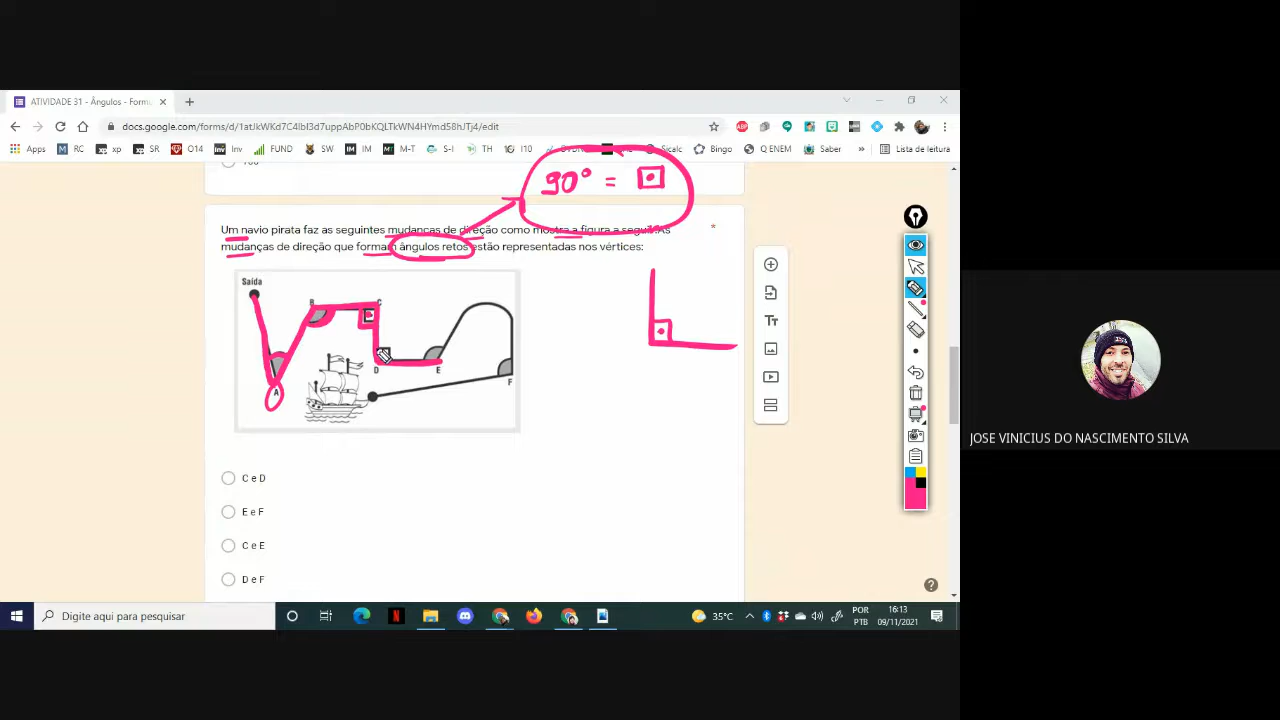 ATIVIDADE 31 - Ângulos - Formu
docs.google.com/forms/d/1atJkWKd7C4lbI3d7uppAbP0bKQLTkWN4HYmd58hJTj4/edit
Apps RC xp xp SR O14 Inv FUND SW IM M-T S-I TH i10 Sicalc Bingo Q ENEM Saber » Lista de leitura
90° =
Um navio pirata faz as seguintes mudanças de direção como mostra a figura a seguir. As *
mudanças de direção que formam ângulos retos estão representadas nos vértices:
Saída
B C
D E
A F
C e D
E e F
C e E
D e F
JOSE VINICIUS DO NASCIMENTO SILVA
Digite aqui para pesquisar
35°C
POR
PTB
16:13
09/11/2021